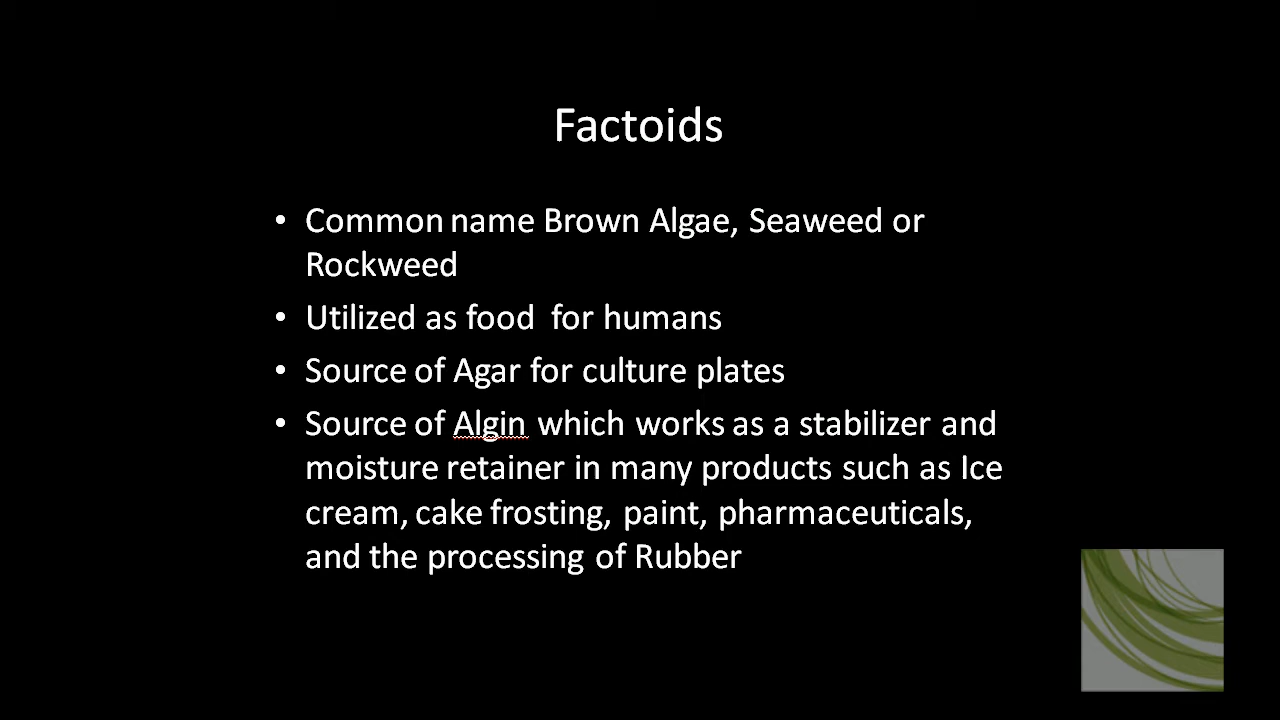 Factoids
• Common name Brown Algae, Seaweed or
Rockweed
• Utilized as food  for humans
• Source of Agar for culture plates
• Source of Algin which works as a stabilizer and
moisture retainer in many products such as Ice
cream, cake frosting, paint, pharmaceuticals,
and the processing of Rubber